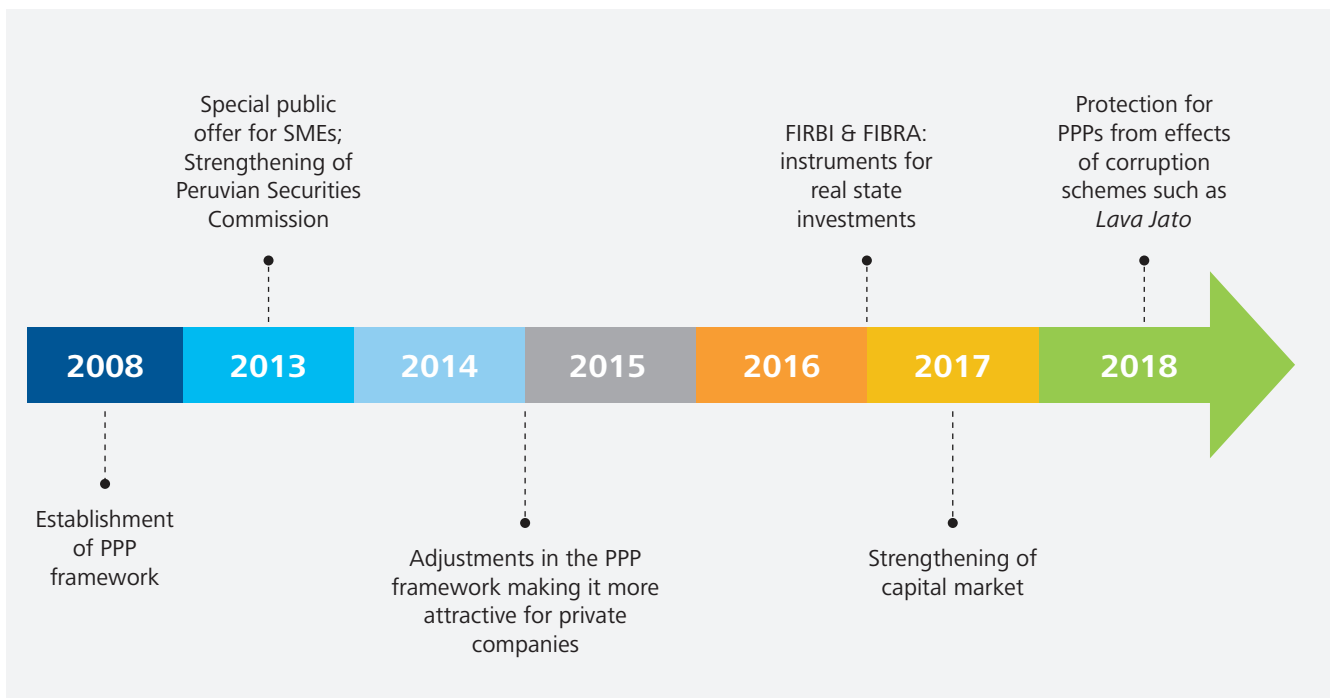 Special public
offer for SMEs;
Strengthening of
Peruvian Securities
Commission
FIRBI & FIBRA:
instruments for
real state
investments
Protection for
PPPs from effects
of corruption
schemes such as
Lava Jato
2008
2013
2014
2015
2016
2017
2018
Establishment
of PPP
framework
Adjustments in the PPP
framework making it more
attractive for private
companies
Strengthening of
capital market